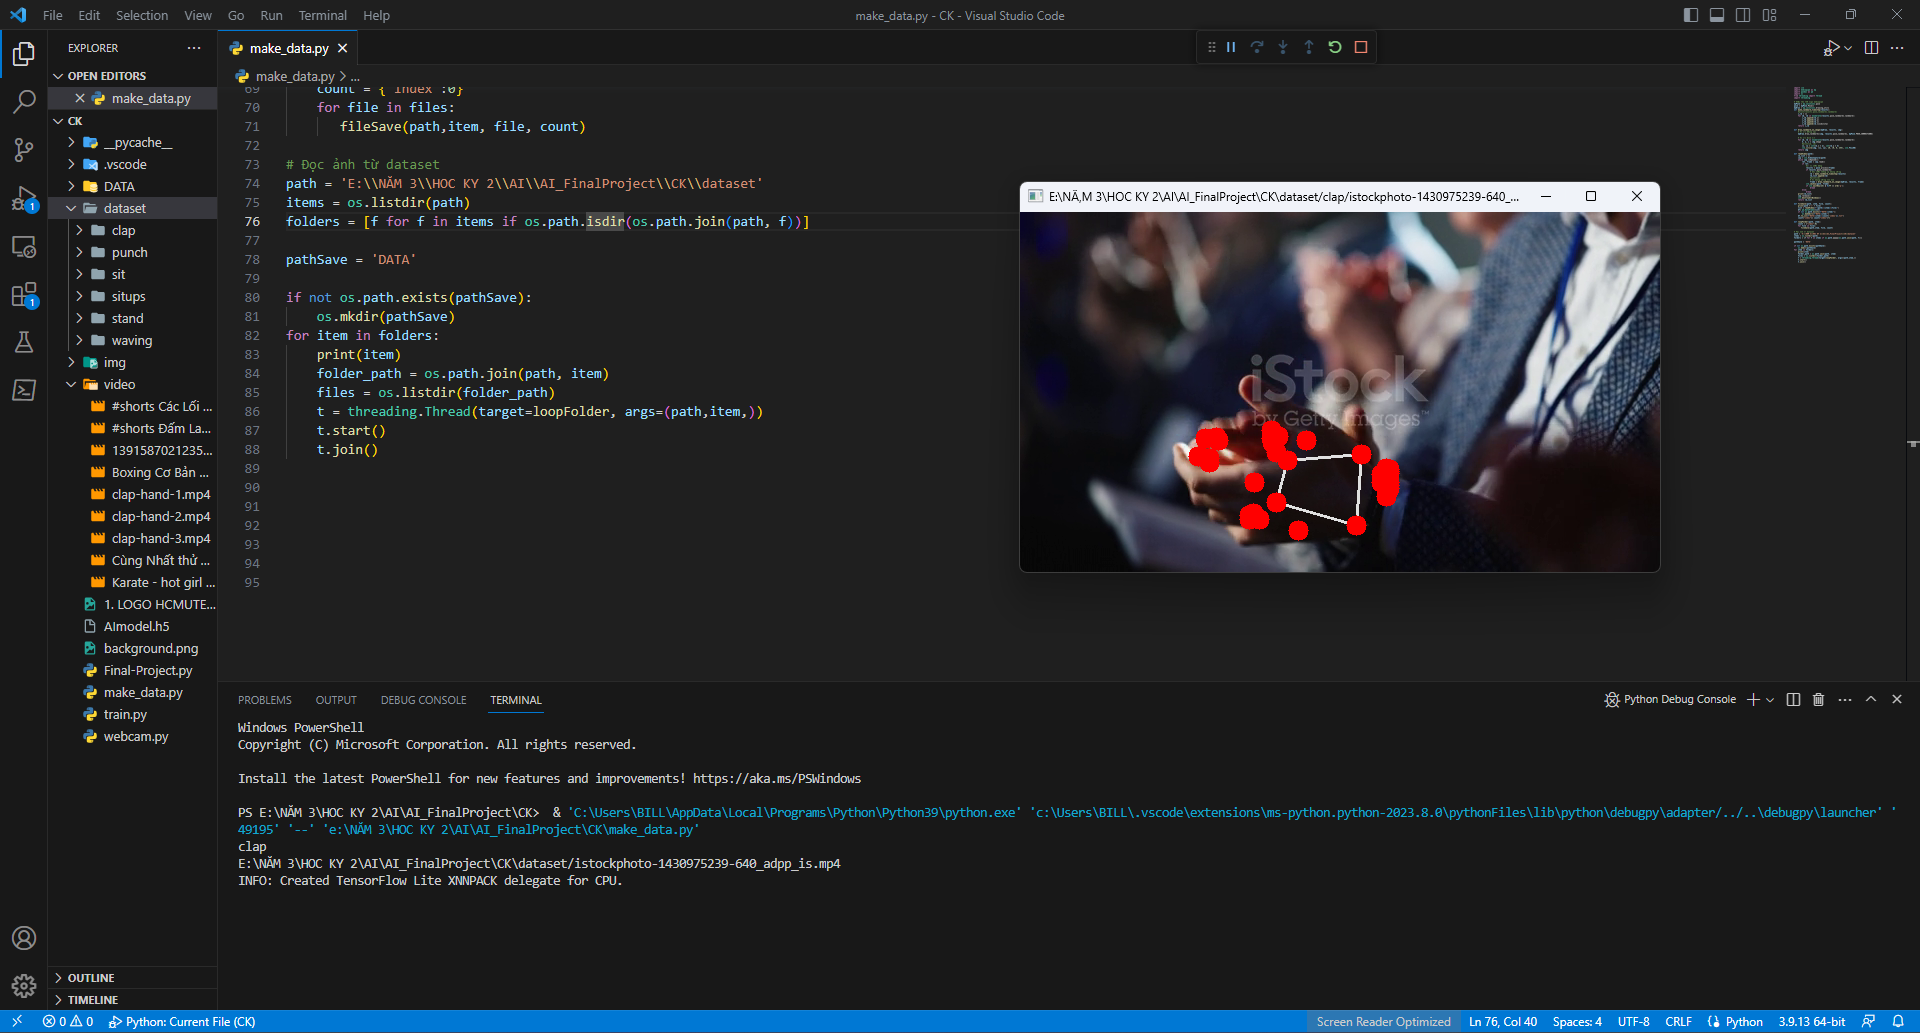 File Edit Selection View Go Run Terminal Help
make_data.py - CK - Visual Studio Code
EXPLORER
OPEN EDITORS
make_data.py
CK
__pycache__
.vscode
DATA
dataset
clap
punch
sit
situps
stand
waving
img
video
#shorts Các Lối ...
#shorts Đấm La...
1391587021235...
Boxing Cơ Bản ...
clap-hand-1.mp4
clap-hand-2.mp4
clap-hand-3.mp4
Cùng Nhất thử ...
Karate - hot girl ...
1. LOGO HCMUTE...
AImodel.h5
background.png
Final-Project.py
make_data.py
train.py
webcam.py
OUTLINE
TIMELINE
make_data.py
make_data.py > ...
69 count = {'index':0}
70 for file in files:
71 fileSave(path,item, file, count)
72
73 # Đọc ảnh từ dataset
74 path = 'E:\\NĂM 3\\HOC KY 2\\AI\\AI_FinalProject\\CK\\dataset'
75 items = os.listdir(path)
76 folders = [f for f in items if os.path.isdir(os.path.join(path, f))]
77
78 pathSave = 'DATA'
79
80 if not os.path.exists(pathSave):
81 os.mkdir(pathSave)
82 for item in folders:
83 print(item)
84 folder_path = os.path.join(path, item)
85 files = os.listdir(folder_path)
86 t = threading.Thread(target=loopFolder, args=(path,item,))
87 t.start()
88 t.join()
89
90
91
92
93
94
95
E:\NÄ‚M 3\HOC KY 2\AI\AI_FinalProject\CK\dataset/clap/istockphoto-1430975239-640_...
iStock
by Getty Images™
PROBLEMS OUTPUT DEBUG CONSOLE TERMINAL
Python Debug Console
Windows PowerShell
Copyright (C) Microsoft Corporation. All rights reserved.
Install the latest PowerShell for new features and improvements! https://aka.ms/PSWindows
PS E:\NĂM 3\HOC KY 2\AI\AI_FinalProject\CK> & 'C:\Users\BILL\AppData\Local\Programs\Python\Python39\python.exe' 'c:\Users\BILL\.vscode\extensions\ms-python.python-2023.8.0\pythonFiles\lib\python\debugpy\adapter/../..\debugpy\launcher' '
49195' '--' 'e:\NĂM 3\HOC KY 2\AI\AI_FinalProject\CK\make_data.py'
clap
E:\NĂM 3\HOC KY 2\AI\AI_FinalProject\CK\dataset/istockphoto-1430975239-640_adpp_is.mp4
INFO: Created TensorFlow Lite XNNPACK delegate for CPU.
0 0 Python: Current File (CK)
Screen Reader Optimized Ln 76, Col 40 Spaces: 4 UTF-8 CRLF Python 3.9.13 64-bit